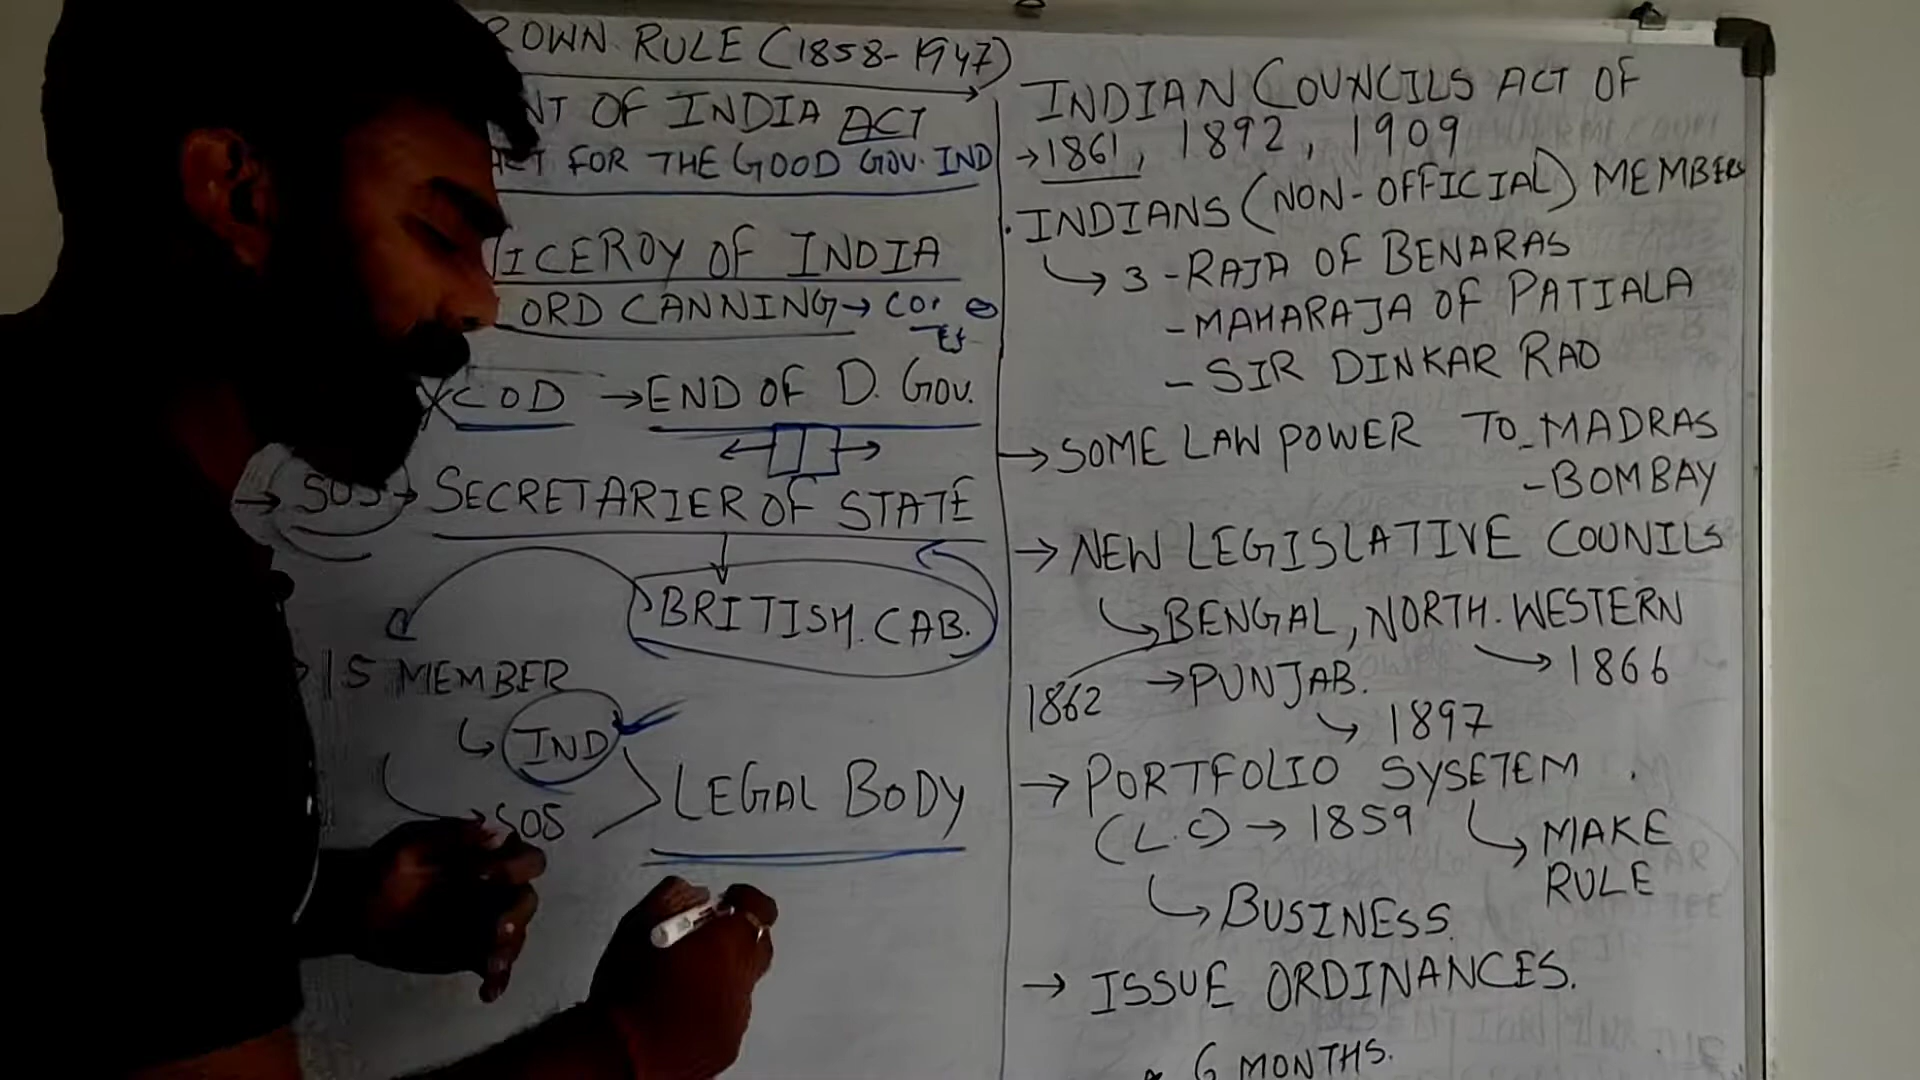 ROWN RULE (1858-1947)
NT OF INDIA ACT
ACT FOR THE GOOD GOV. IND
VICEROY OF INDIA
ORD CANNING →
XCOD → END OF D. GOV.
→ SOS → SECRETARIER OF STATE
BRITISH. CAB.
15 MEMBER
IND
SOS
LEGAL BODY
INDIAN COUNCILS ACT OF
→ 1861, 1892, 1909
. INDIANS (NON-OFFICIAL) MEMBERS
3 - RAJA OF BENARAS
- MAHARAJA OF PATIALA
- SIR DINKAR RAO
→ SOME LAW POWER TO - MADRAS
- BOMBAY
→ NEW LEGISLATIVE COUNILS
BENGAL, NORTH. WESTERN
→ 1866
1862 → PUNJAB.
→ 1897
→ PORTFOLIO SYSETEM .
(L.C) → 1859
MAKE
RULE
BUSINESS.
→ ISSUE ORDINANCES.
6 MONTHS.